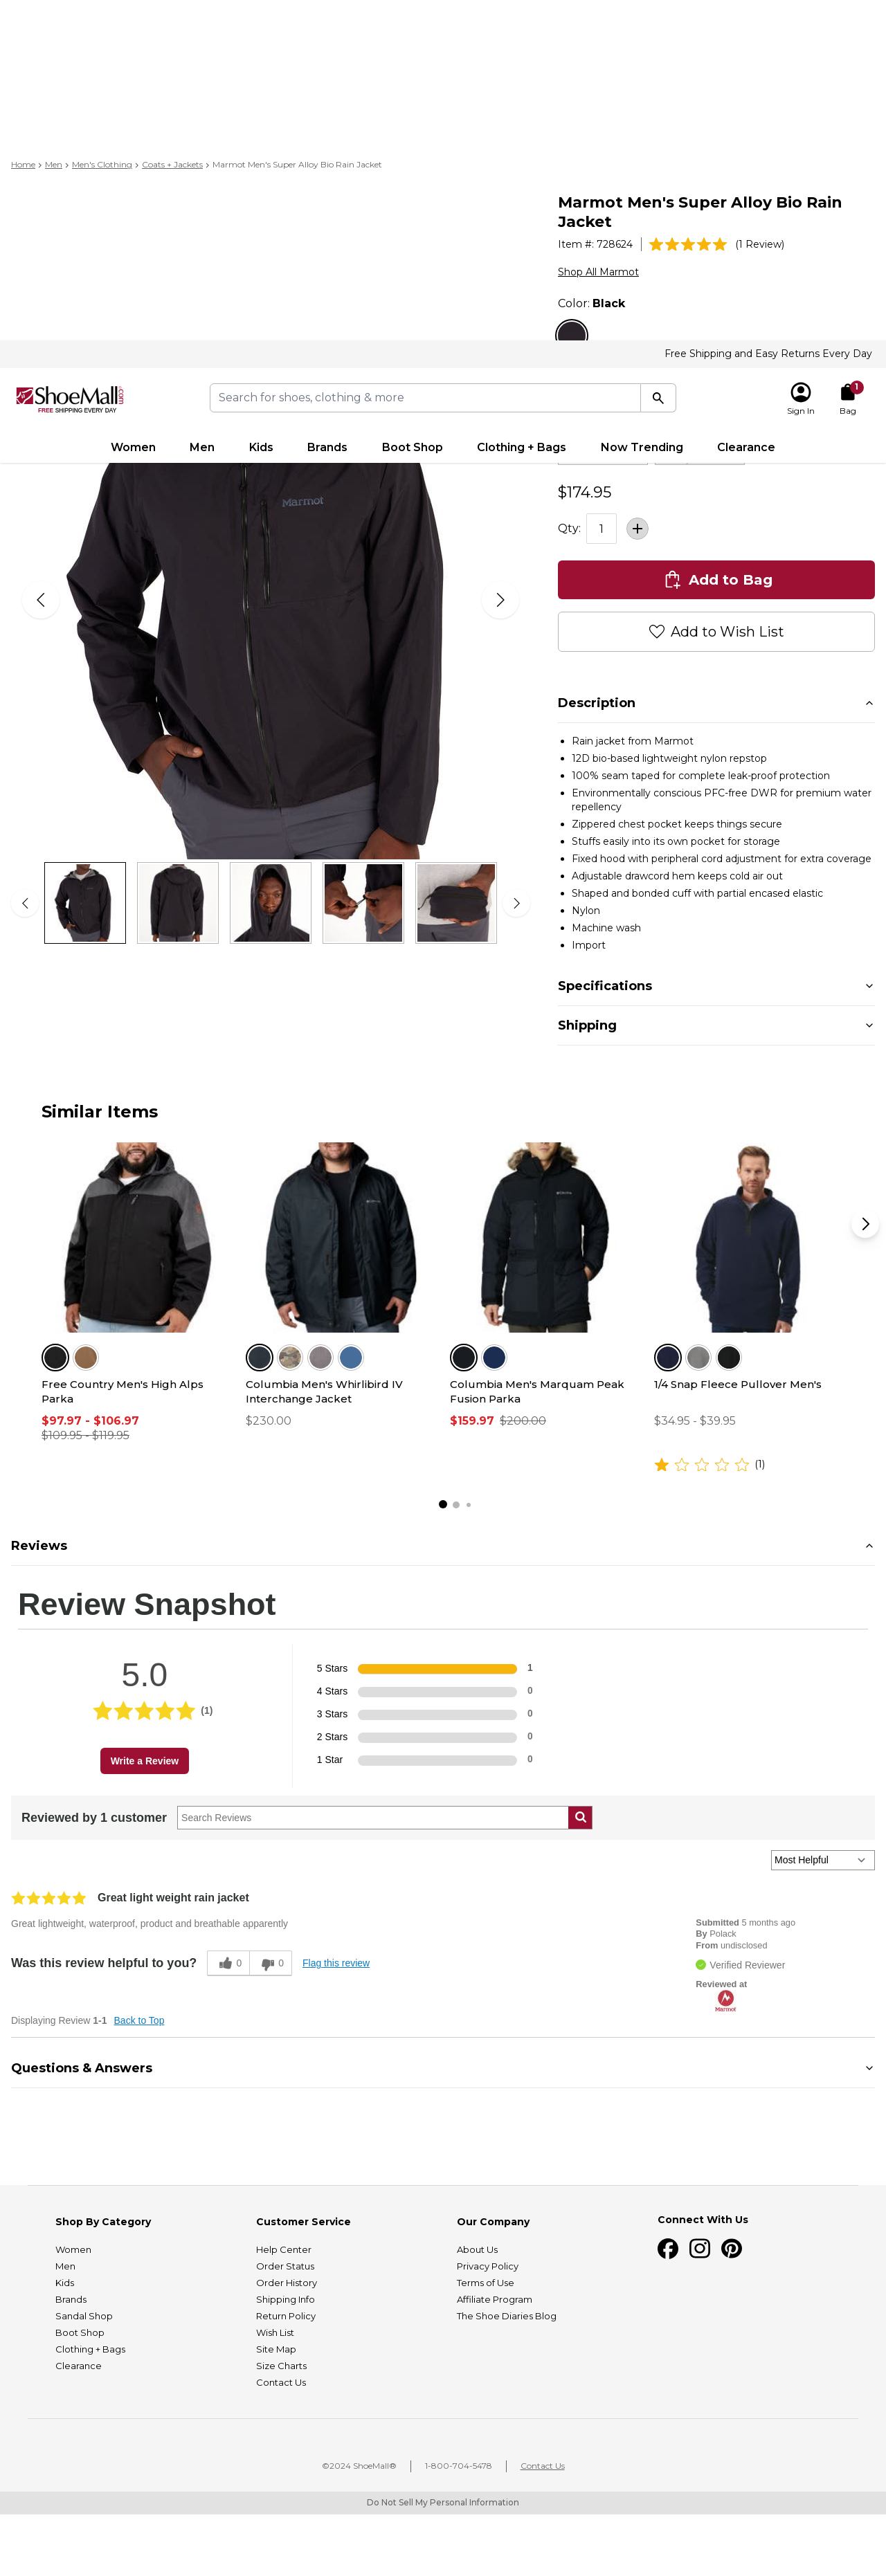 Home > Men > Men's Clothing > Coats + Jackets > Marmot Men's Super Alloy Bio Rain Jacket
Marmot Men's Super Alloy Bio Rain
Jacket
Item #: 728624
(1 Review)
Shop All Marmot
Color: Black
Free Shipping and Easy Returns Every Day
ShoeMall.com
FREE SHIPPING EVERY DAY
Search for shoes, clothing & more
Sign In
1
Bag
Women
Men
Kids
Brands
Boot Shop
Clothing + Bags
Now Trending
Clearance
Marmot
$174.95
Qty:
1
Add to Bag
Add to Wish List
Description
• Rain jacket from Marmot
• 12D bio-based lightweight nylon repstop
• 100% seam taped for complete leak-proof protection
• Environmentally conscious PFC-free DWR for premium water
repellency
• Zippered chest pocket keeps things secure
• Stuffs easily into its own pocket for storage
• Fixed hood with peripheral cord adjustment for extra coverage
• Adjustable drawcord hem keeps cold air out
• Shaped and bonded cuff with partial encased elastic
• Nylon
• Machine wash
• Import
Specifications
Shipping
Similar Items
Free Country Men's High Alps
Parka
$97.97 - $106.97
$109.95 - $119.95
Columbia Men's Whirlibird IV
Interchange Jacket
$230.00
Columbia Men's Marquam Peak
Fusion Parka
$159.97 $200.00
1/4 Snap Fleece Pullover Men's
$34.95 - $39.95
(1)
Reviews
Review Snapshot
5.0
(1)
Write a Review
5 Stars 1
4 Stars 0
3 Stars 0
2 Stars 0
1 Star 0
Reviewed by 1 customer
Search Reviews
Most Helpful
Great light weight rain jacket
Great lightweight, waterproof, product and breathable apparently
Was this review helpful to you?
0
0
Flag this review
Submitted 5 months ago
By Polack
From undisclosed
Verified Reviewer
Reviewed at
Marmot
Displaying Review 1-1 Back to Top
Questions & Answers
Shop By Category
Women
Men
Kids
Brands
Sandal Shop
Boot Shop
Clothing + Bags
Clearance
Customer Service
Help Center
Order Status
Order History
Shipping Info
Return Policy
Wish List
Site Map
Size Charts
Contact Us
Our Company
About Us
Privacy Policy
Terms of Use
Affiliate Program
The Shoe Diaries Blog
Connect With Us
©2024 ShoeMall®
1-800-704-5478
Contact Us
Do Not Sell My Personal Information